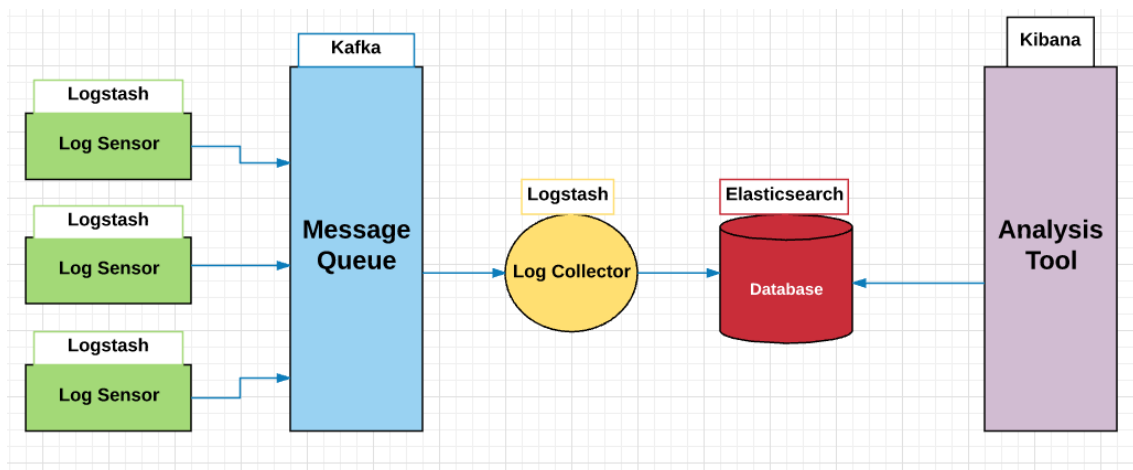 Kafka
Kibana
Logstash
Log Sensor
Logstash
Log Sensor
Logstash
Log Sensor
Message
Queue
Logstash
Log Collector
Elasticsearch
Database
Analysis
Tool